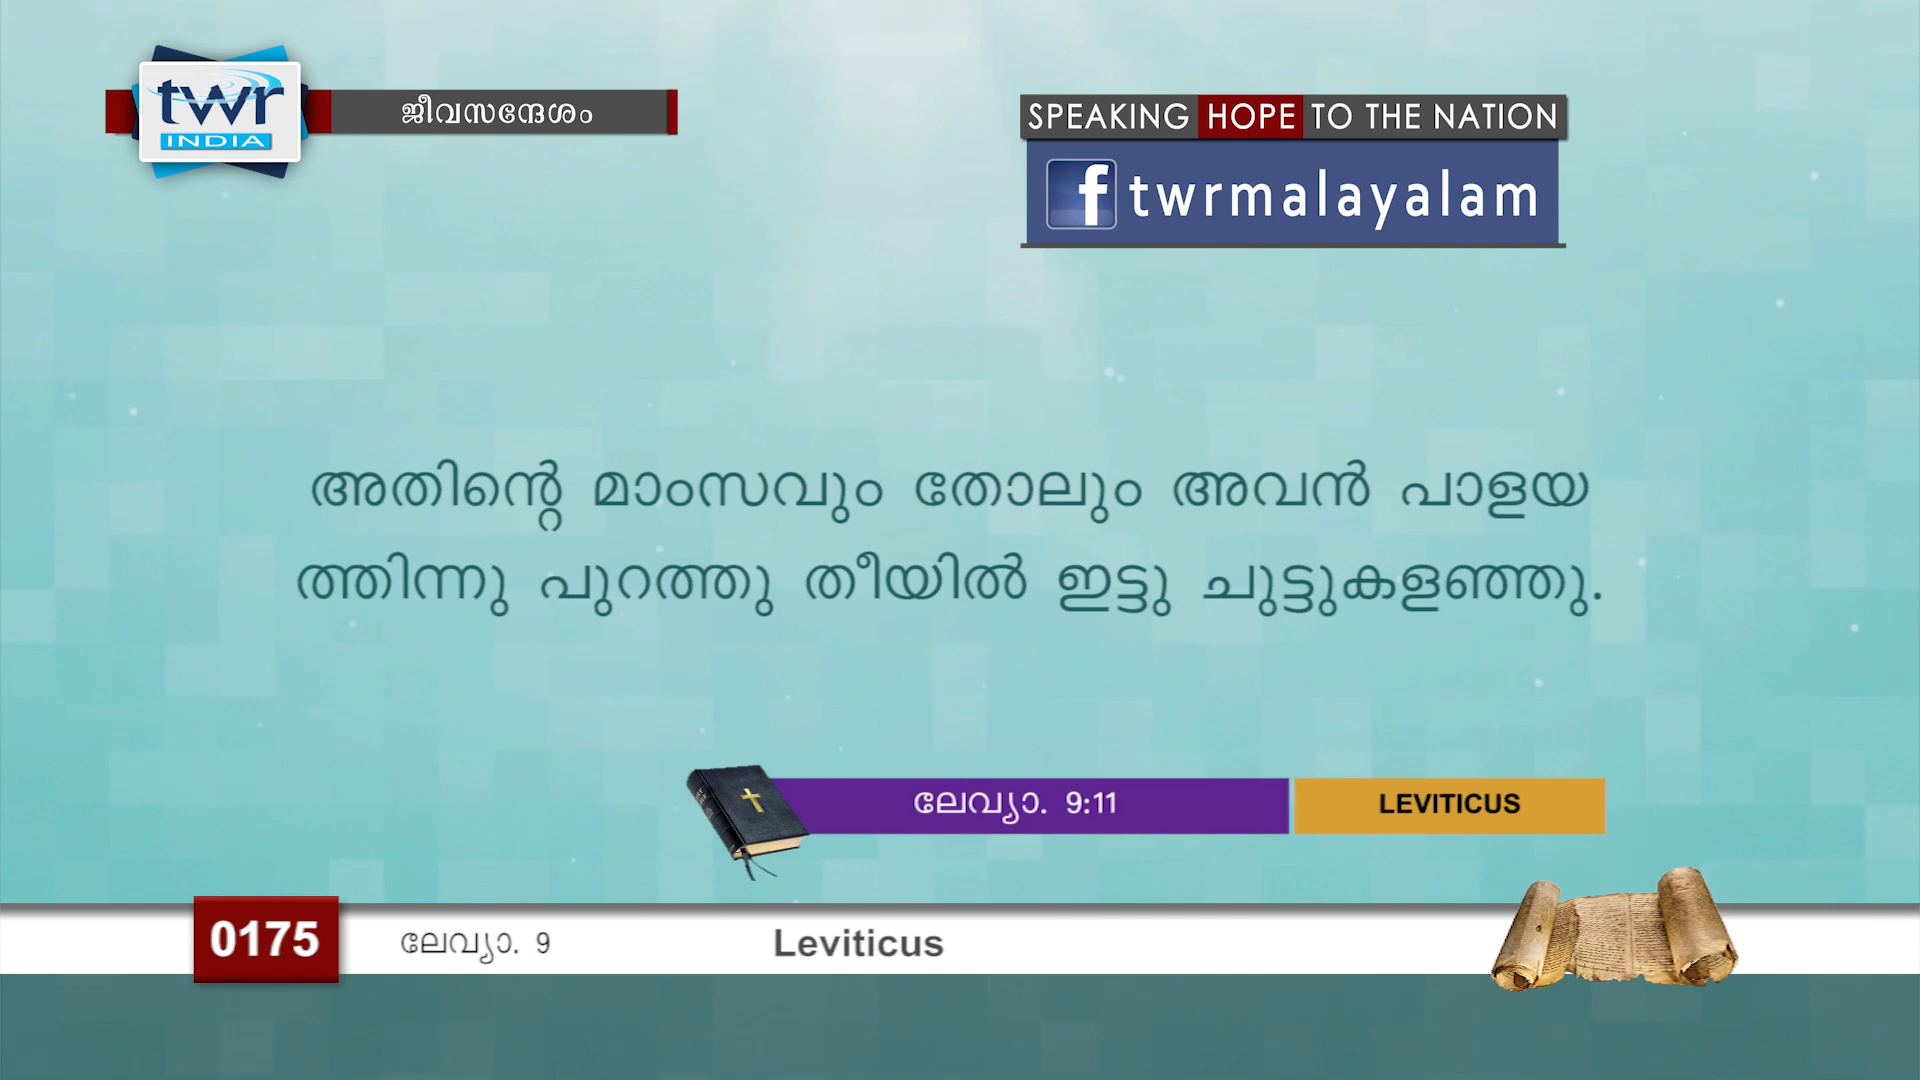 twr
INDIA
ജീവസന്ദേശം
SPEAKING HOPE TO THE NATION
f twrmalayalam
അതിന്റെ മാംസവും തോലും അവൻ പാളയ
ത്തിന്നു പുറത്തു തീയിൽ ഇട്ടു ചുട്ടുകളഞ്ഞു.
ലേവ്യാ. 9:11
LEVITICUS
0175
ലേവ്യാ. 9
Leviticus